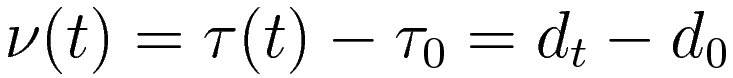 ν(t) = τ(t) − τ₀ = dₜ − d₀